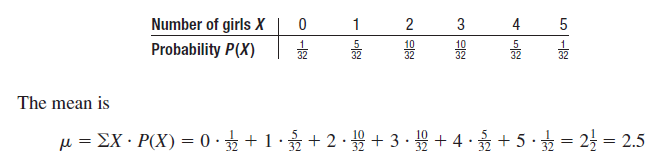 Number of girls X 0 1 2 3 4 5
Probability P(X) 1/32 5/32 10/32 10/32 5/32 1/32
The mean is
μ = ΣX · P(X) = 0 · 1/32 + 1 · 5/32 + 2 · 10/32 + 3 · 10/32 + 4 · 5/32 + 5 · 1/32 = 2 1/2 = 2.5